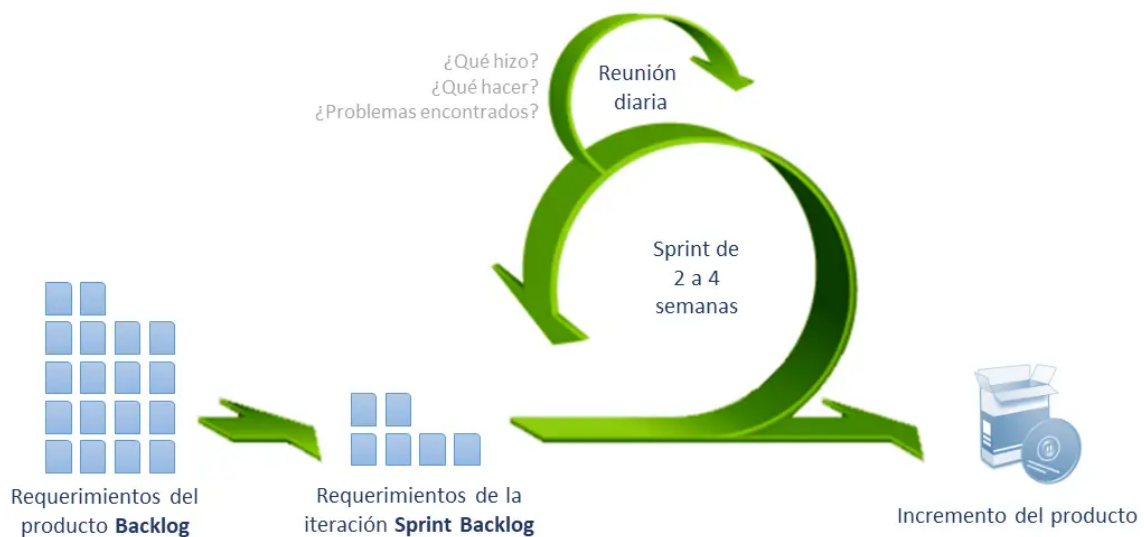 ¿Qué hizo?
¿Qué hacer?
¿Problemas encontrados?
Reunión
diaria
Sprint de
2 a 4
semanas
Requerimientos del
producto Backlog
Requerimientos de la
iteración Sprint Backlog
Incremento del producto